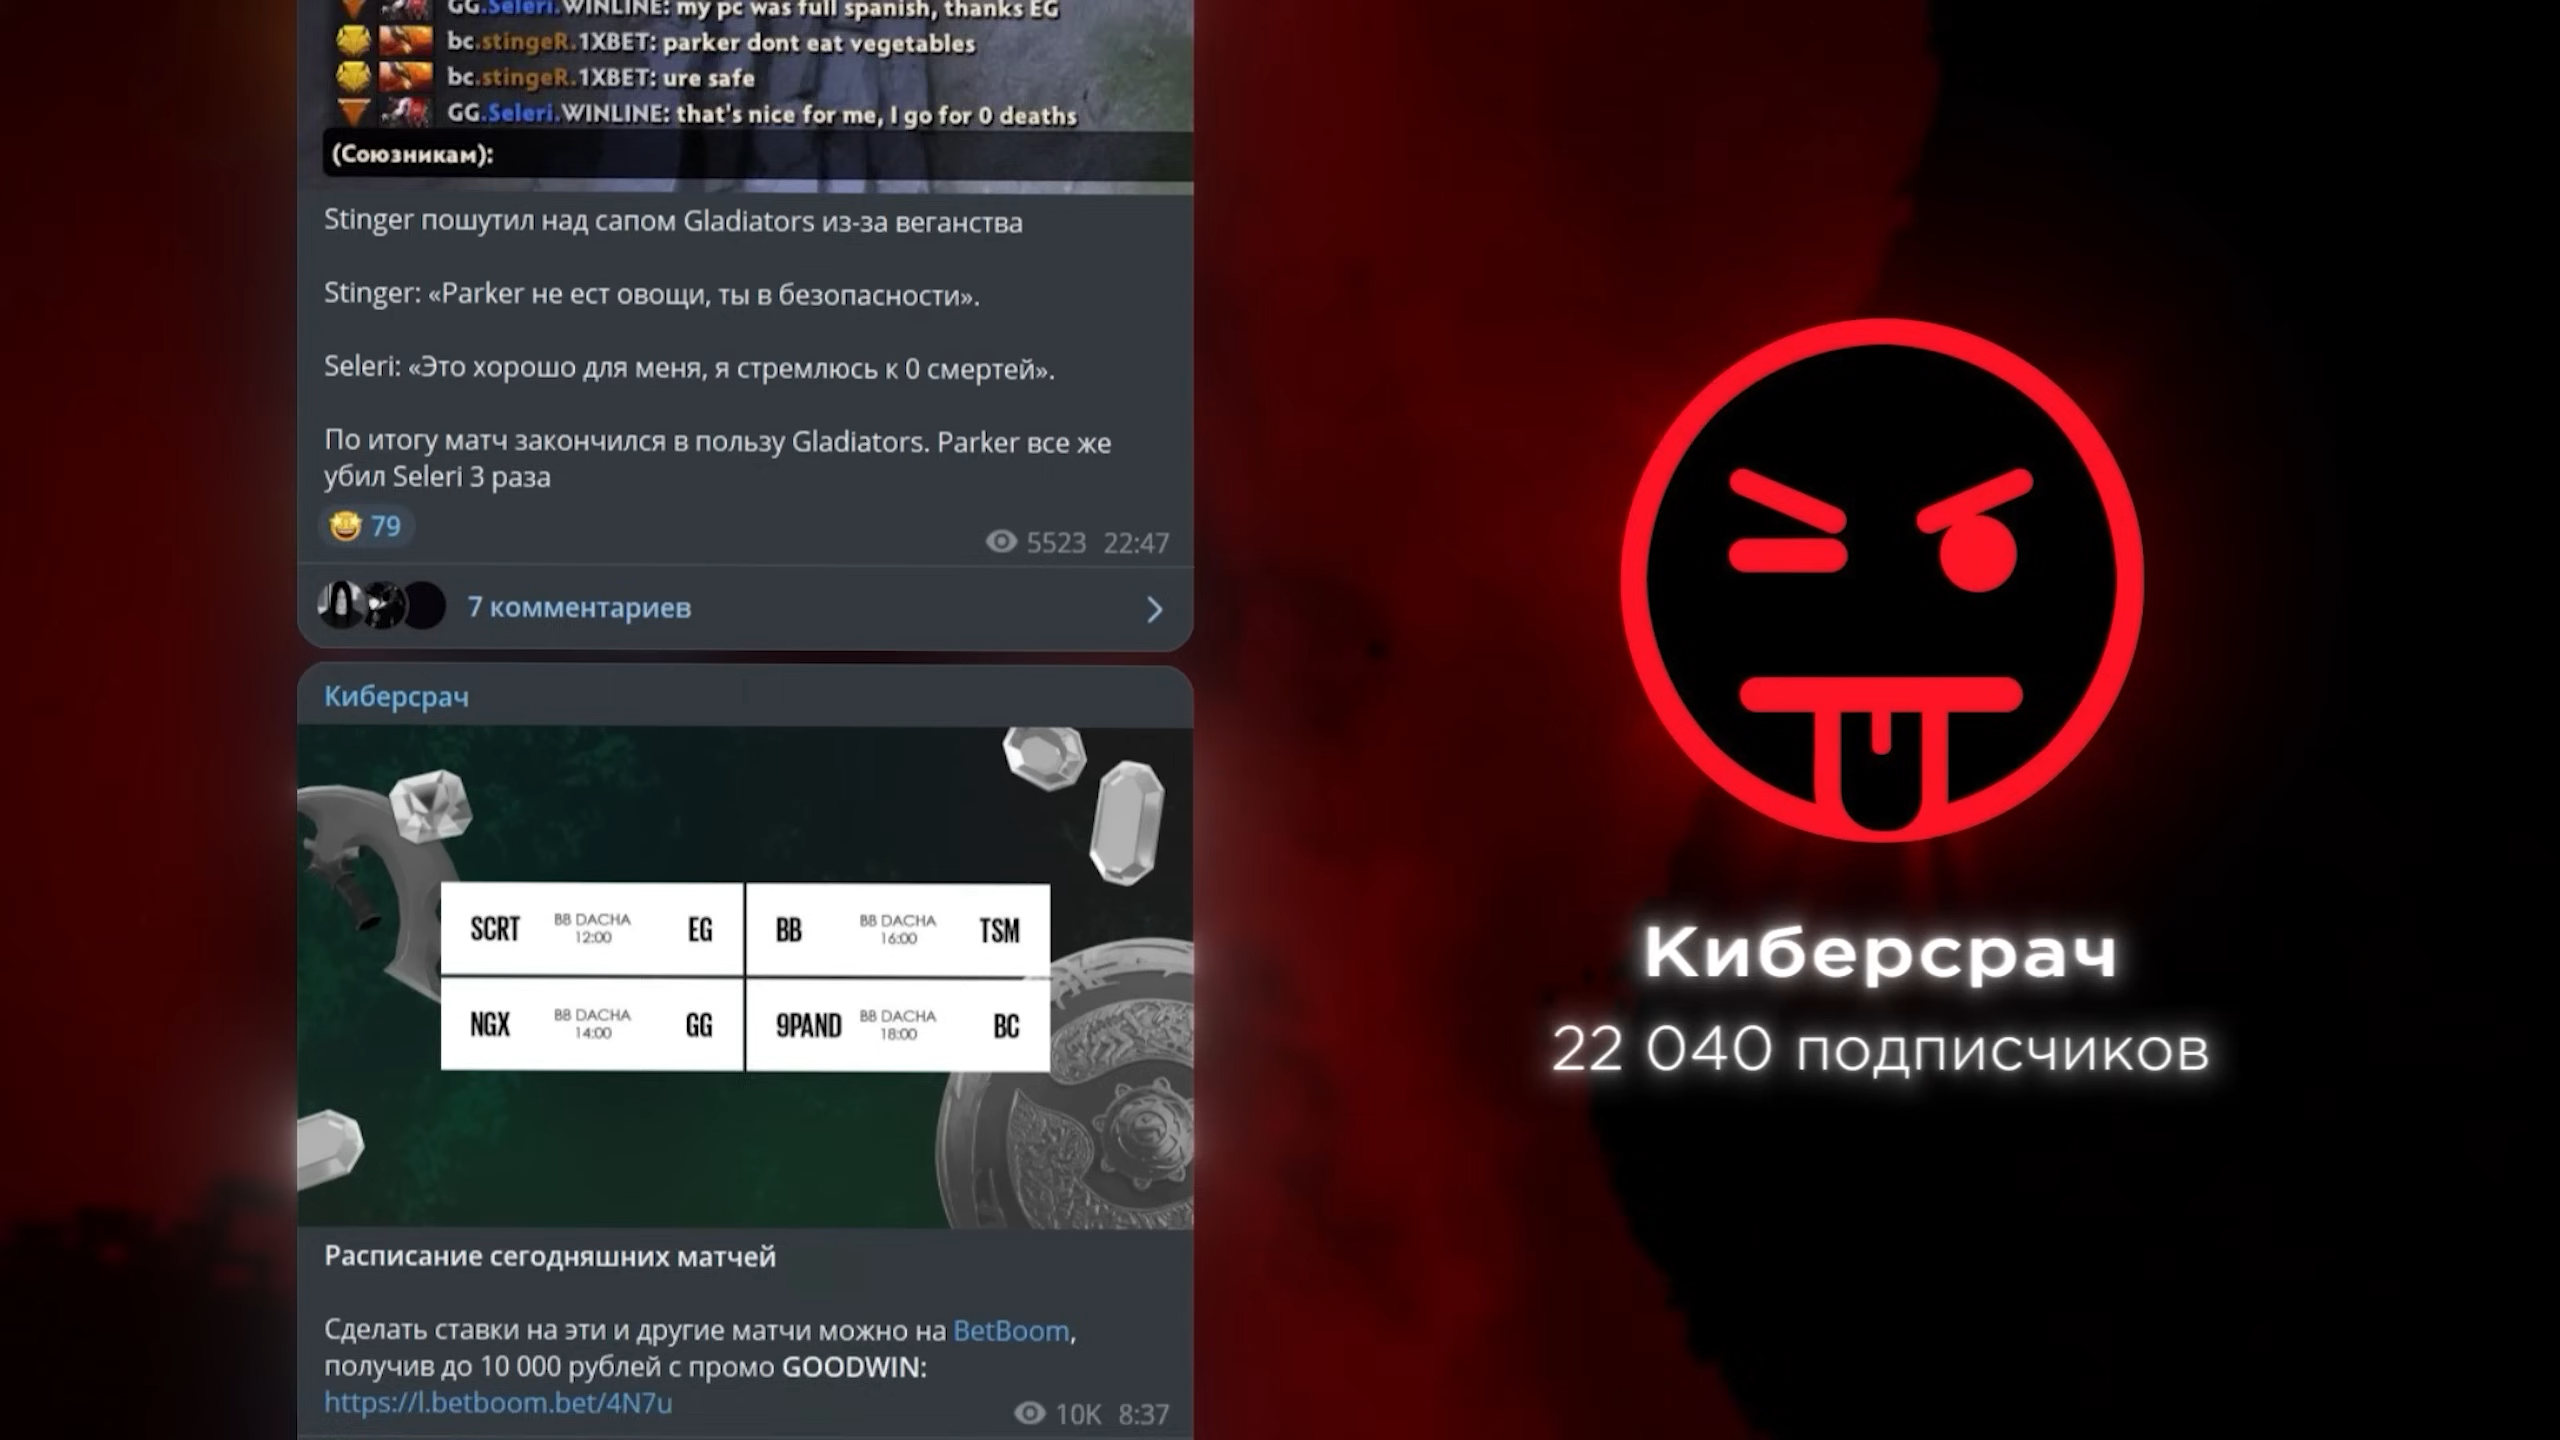 GG.Seleri.WINLINE: my pc was full spanish, thanks EG
bc.stingeR.1XBET: parker dont eat vegetables
bc.stingeR.1XBET: ure safe
GG.Seleri.WINLINE: that's nice for me, I go for 0 deaths
(Союзникам):
Stinger пошутил над сапом Gladiators из-за веганства
Stinger: «Parker не ест овощи, ты в безопасности».
Seleri: «Это хорошо для меня, я стремлюсь к 0 смертей».
По итогу матч закончился в пользу Gladiators. Parker все же
убил Seleri 3 раза
79
5523 22:47
7 комментариев
Киберсрач
SCRT BB DACHA 12:00 EG
BB BB DACHA 16:00 TSM
NGX BB DACHA 14:00 GG
9PAND BB DACHA 18:00 BC
Расписание сегодняшних матчей
Сделать ставки на эти и другие матчи можно на BetBoom,
получив до 10 000 рублей с промо GOODWIN:
https://l.betboom.bet/4N7u
10K 8:37
Киберсрач
22 040 подписчиков